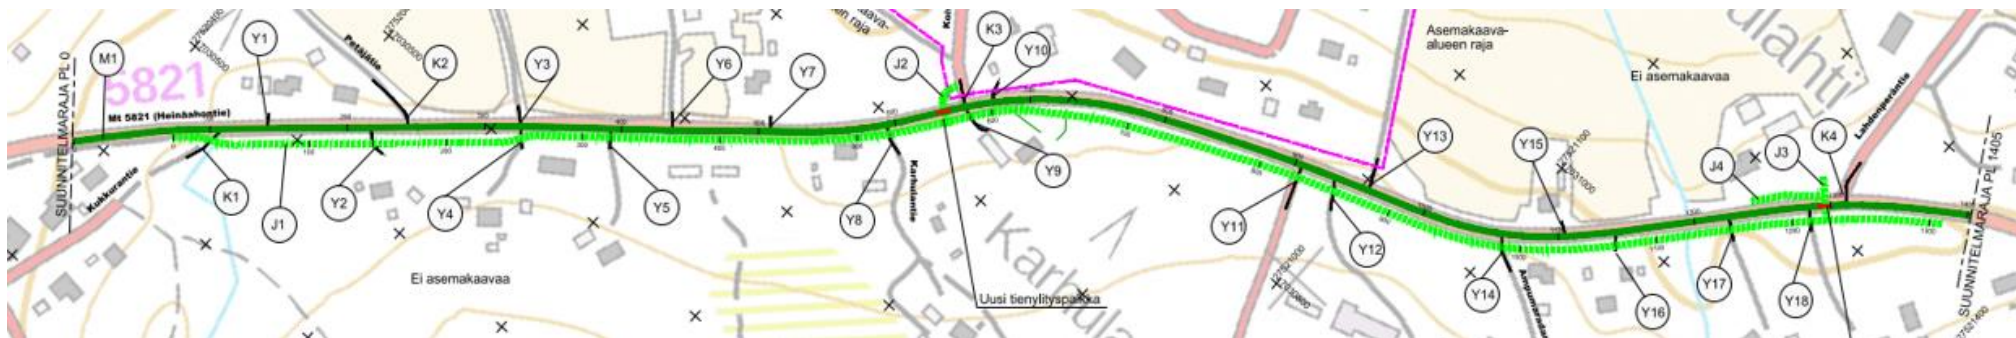 SUUNNITELMARAJA PL 0
M1
5821
Mt 5821 (Heinähohontie)
Kukkurantie
Y1
Petäjätie
K2
Y3
Y6
Y7
J2
K3
Y10
K1
J1
Y2
Y4
Y5
Y8
Karhulantie
Y9
Ei asemakaavaa
Uusi tienylityspaikka
Karhula
Asemakaava-
alueen raja
Ei asemakaavaa
ulahti
Lahdenperäntie
Y11
Y12
Y13
Y14
Y15
Y16
Y17
Y18
J4
J3
K4
SUUNNITELMARAJA PL 1405